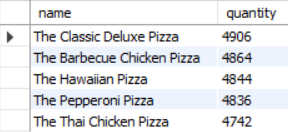 name quantity
The Classic Deluxe Pizza 4906
The Barbecue Chicken Pizza 4864
The Hawaiian Pizza 4844
The Pepperoni Pizza 4836
The Thai Chicken Pizza 4742